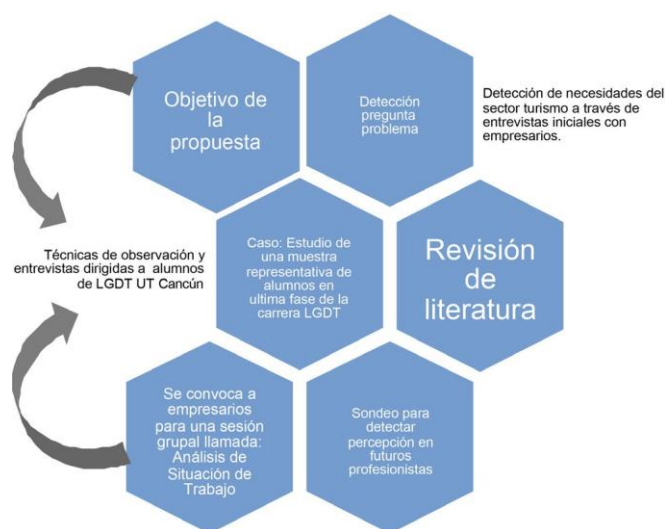 Objetivo de
la
propuesta
Detección
pregunta
problema
Detección de necesidades del
sector turismo a través de
entrevistas iniciales con
empresarios.
Técnicas de observación y
entrevistas dirigidas a alumnos
de LGDT UT Cancún
Caso: Estudio de
una muestra
representativa de
alumnos en
ultima fase de la
carrera LGDT
Revisión
de
literatura
Se convoca a
empresarios
para una sesión
grupal llamada:
Análisis de
Situación de
Trabajo
Sondeo para
detectar
percepción en
futuros
profesionistas